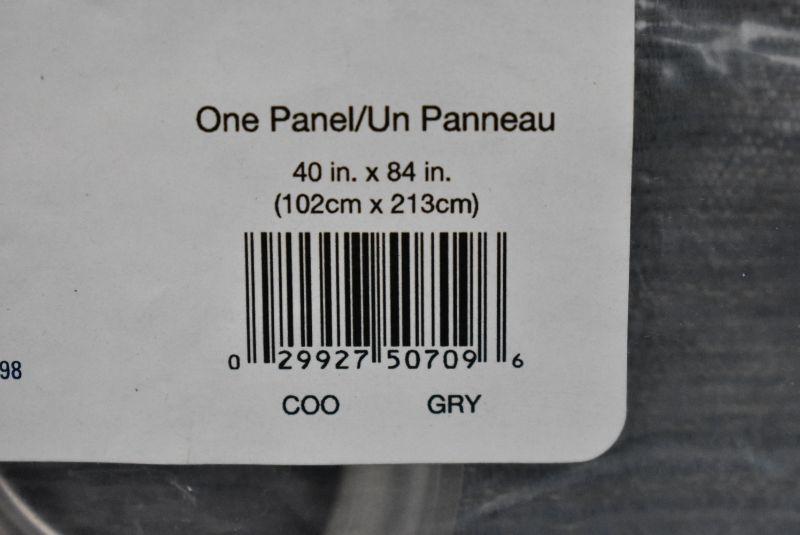 One Panel/Un Panneau
40 in. x 84 in.
(102cm x 213cm)
0 29927 50709 6
98
COO GRY